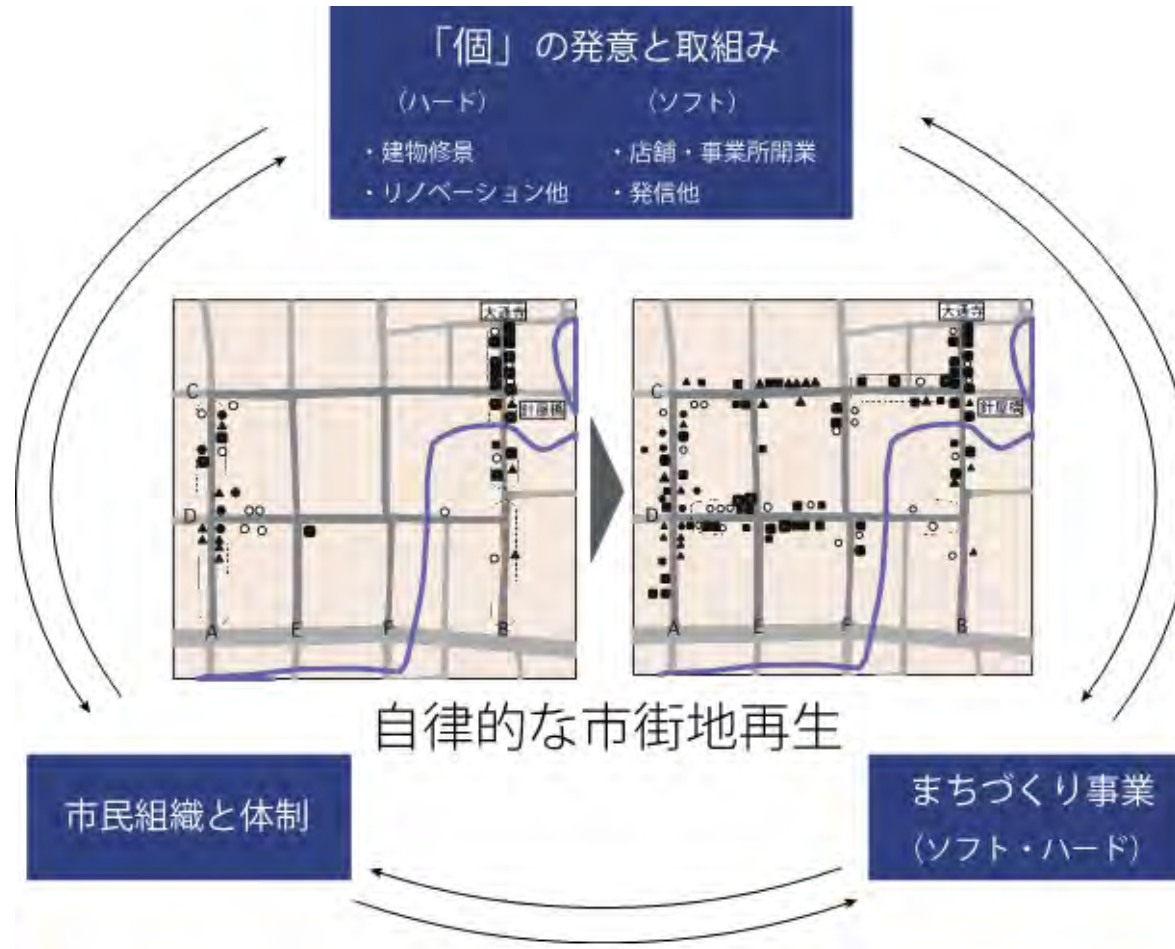 「個」の発意と取組み
（ハード）
・建物修景
・リノベーション他
（ソフト）
・店舗・事業所開業
・発信他
大通寺
C
針屋橋
D
A
E
F
B
大通寺
C
針屋橋
D
A
E
F
B
自律的な市街地再生
市民組織と体制
まちづくり事業
（ソフト・ハード）